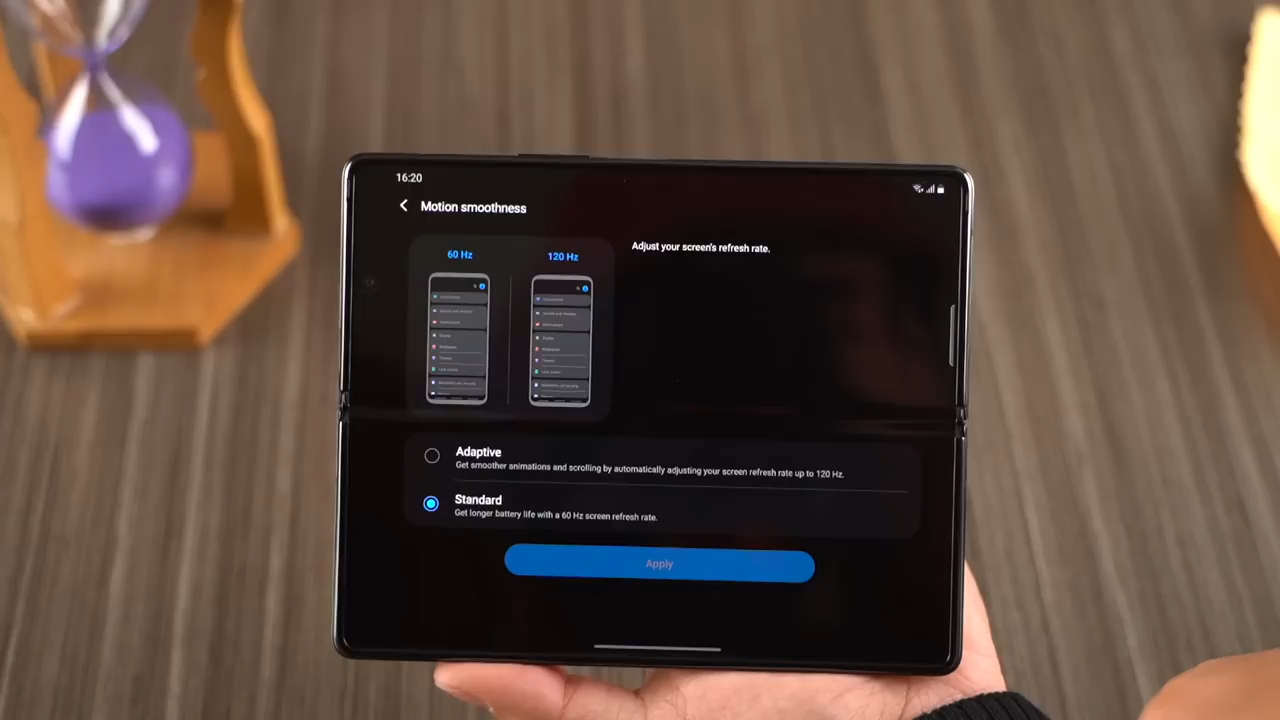 16:20
Motion smoothness
60 Hz
120 Hz
Adjust your screen's refresh rate.
Adaptive
Get smoother animations and scrolling by automatically adjusting your screen refresh rate up to 120 Hz.
Standard
Get longer battery life with a 60 Hz screen refresh rate.
Apply